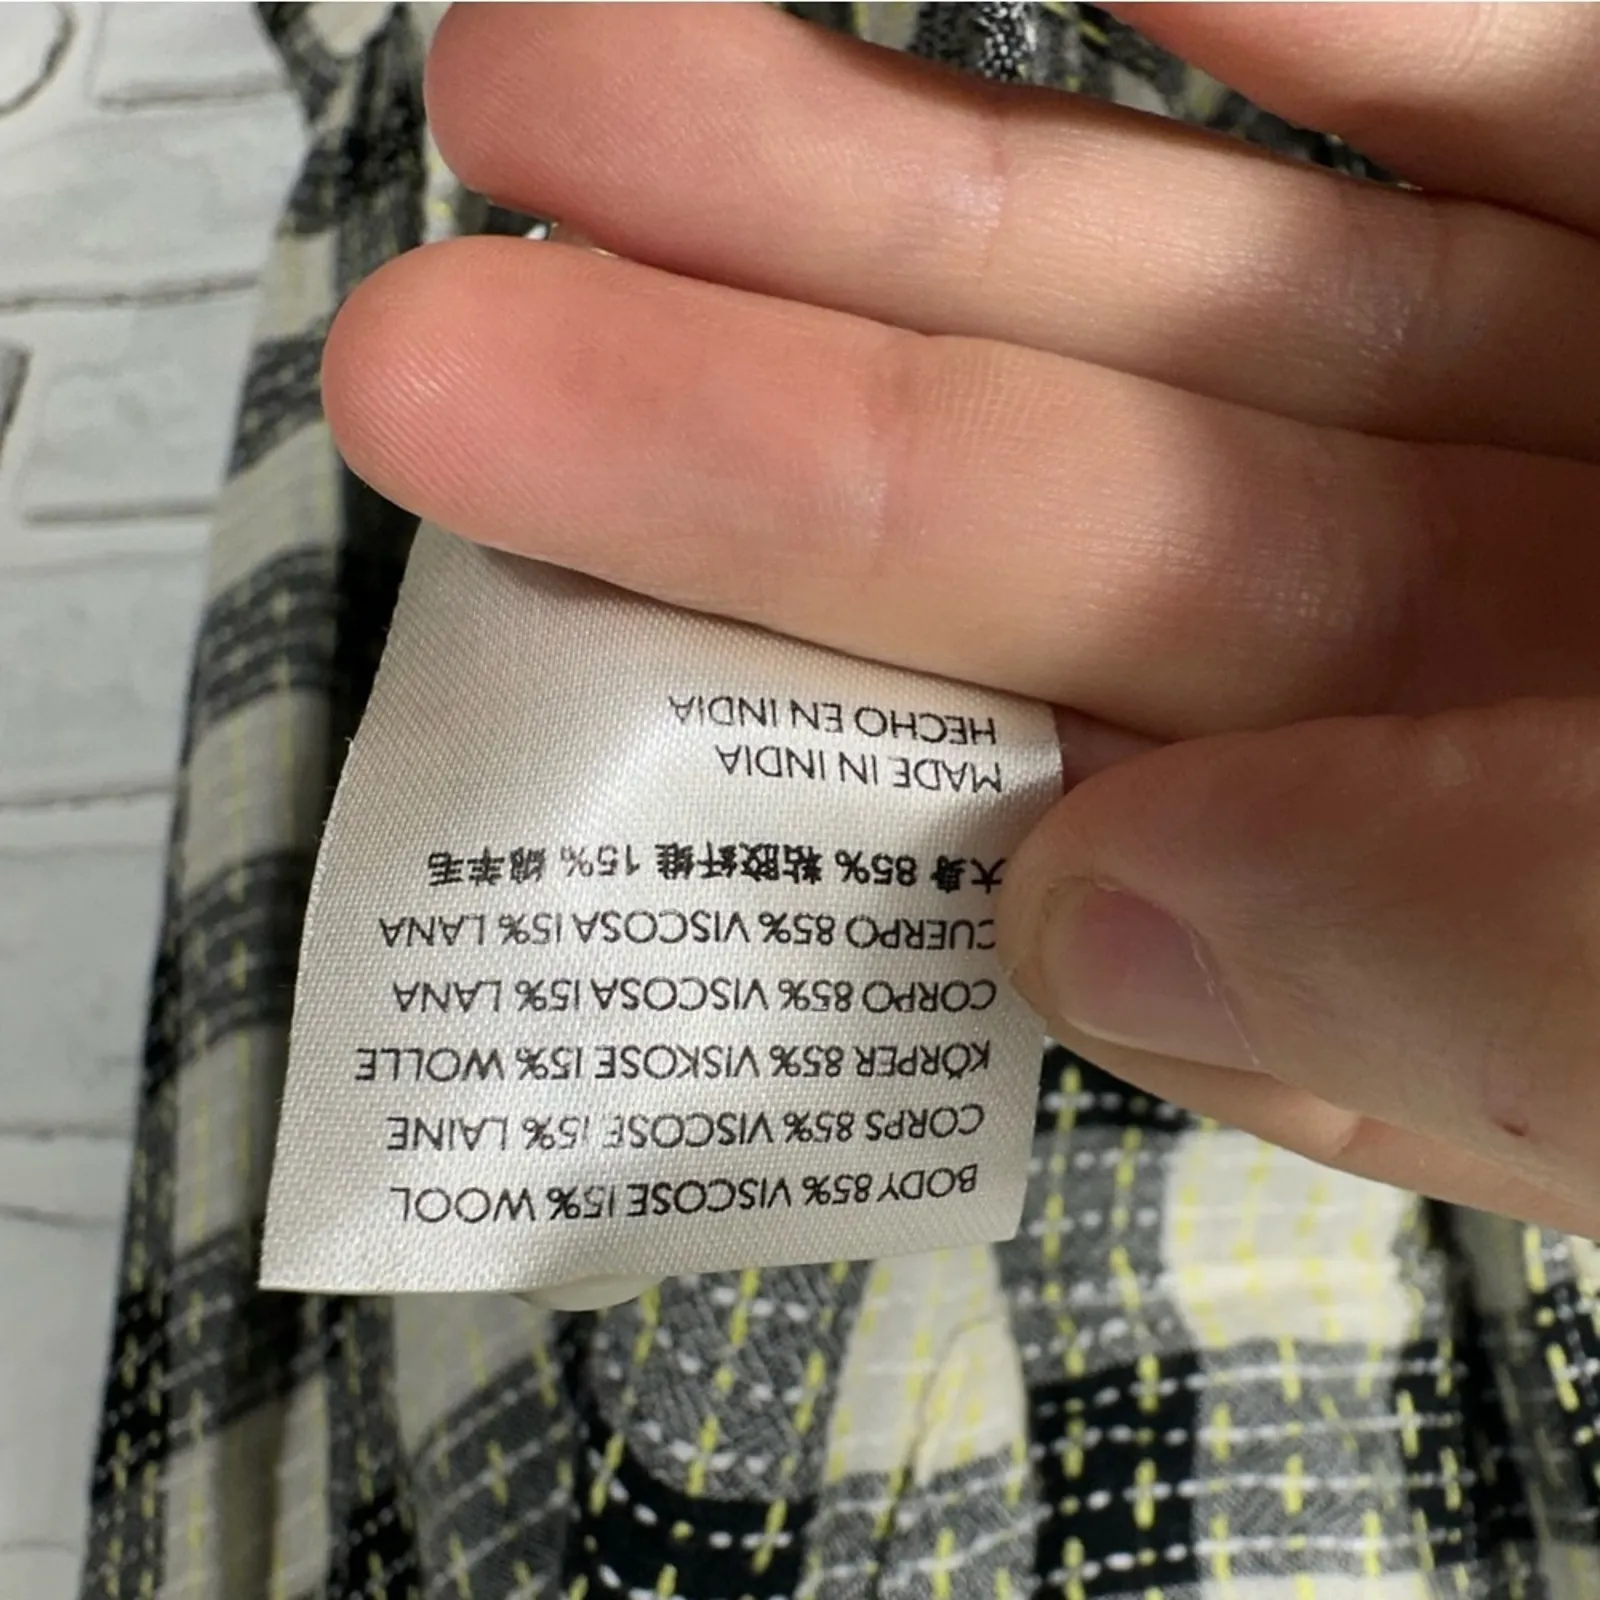 BODY 85% VISCOSE 15% WOOL
CORPS 85% VISCOSE 15% LAINE
KÖRPER 85% VISKOSE 15% WOLLE
CORPO 85% VISCOSA 15% LANA
CUERPO 85% VISCOSA 15% LANA
大身 85% 粘胶纤维 15% 绵羊毛
MADE IN INDIA
HECHO EN INDIA